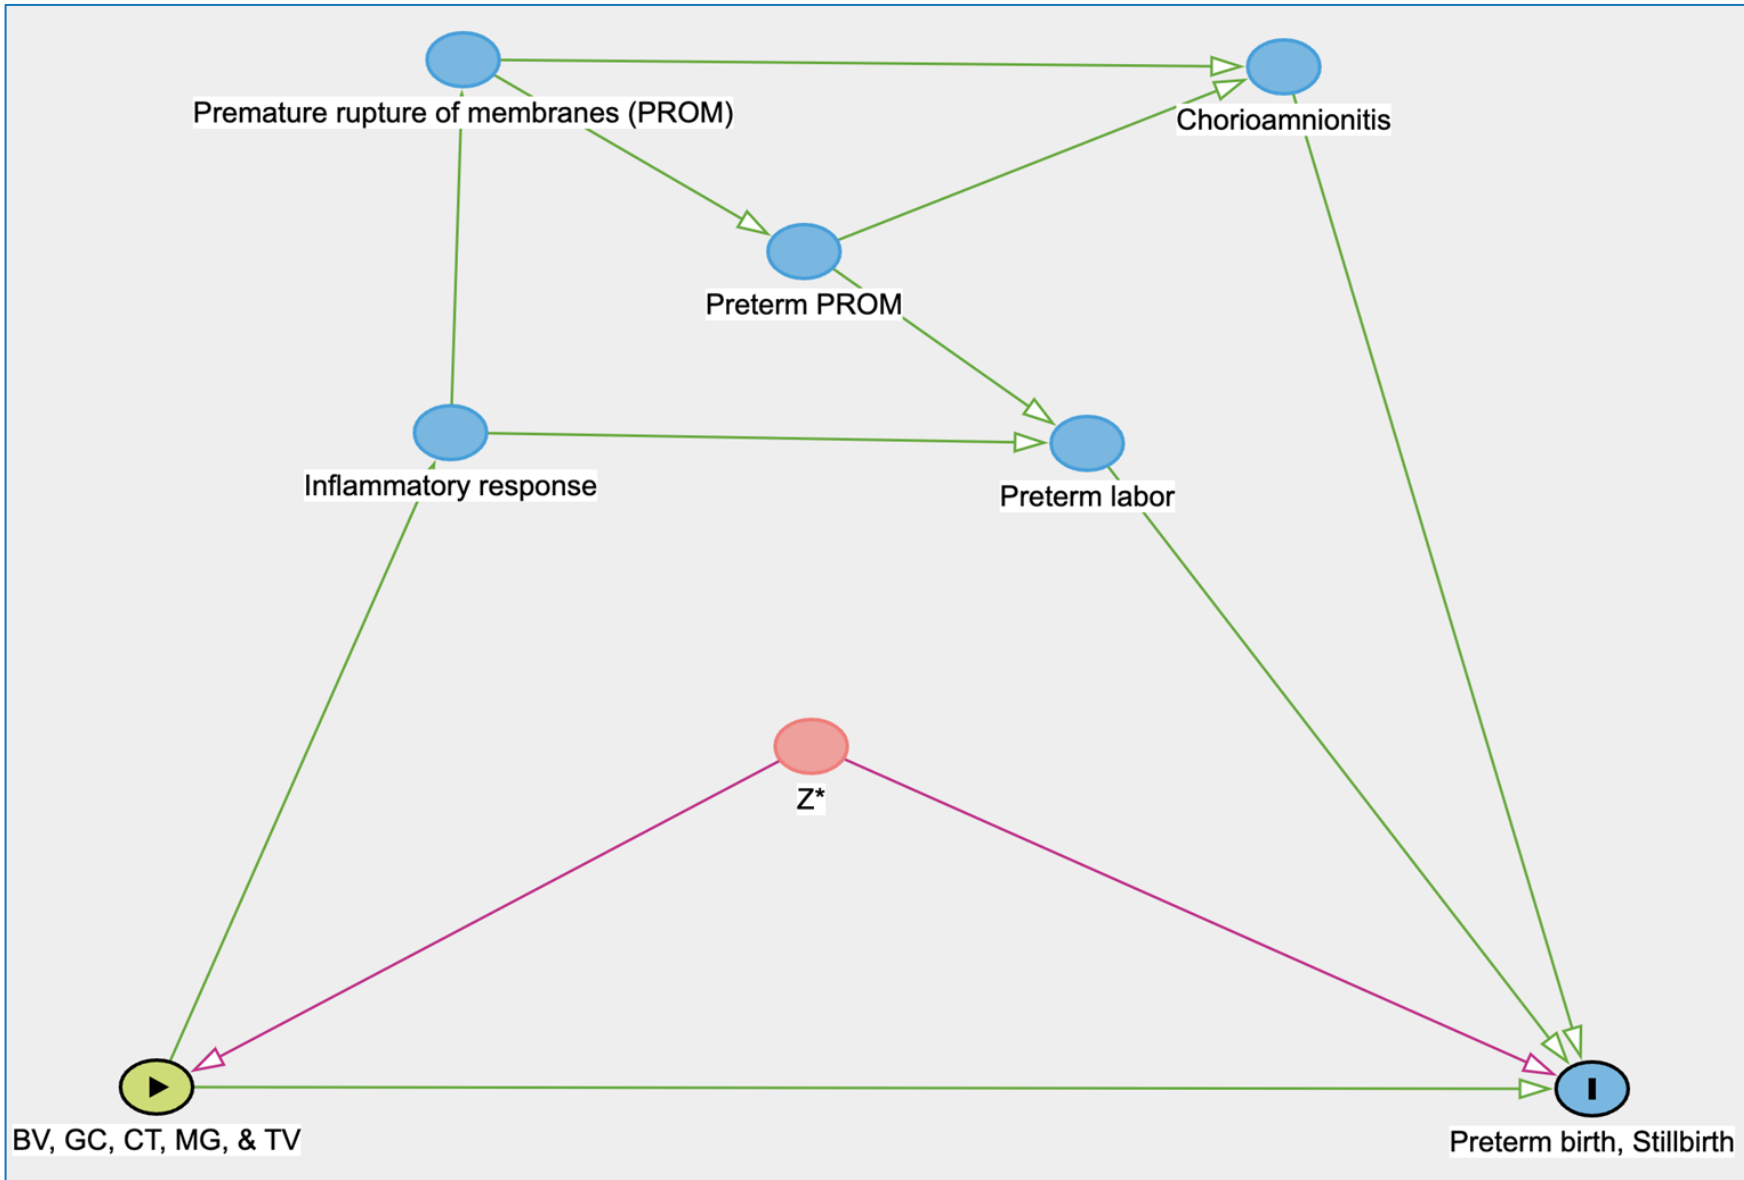 Premature rupture of membranes (PROM)
Chorioamnionitis
Preterm PROM
Inflammatory response
Preterm labor
Z*
BV, GC, CT, MG, & TV
Preterm birth, Stillbirth